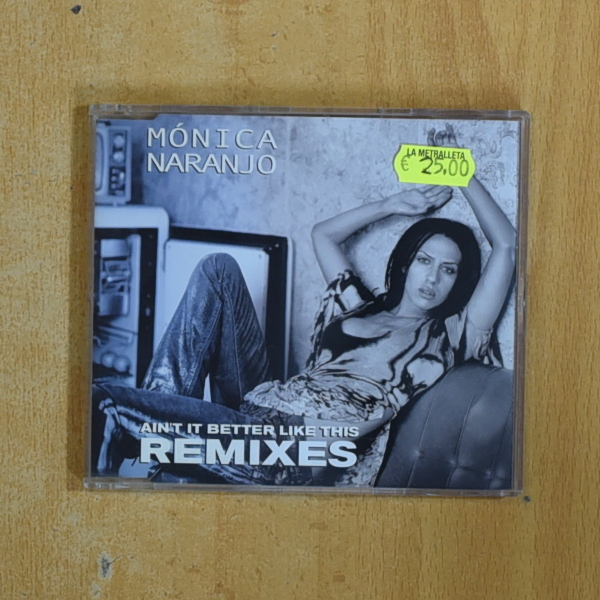 MÓNICA
NARANJO
LA METRALLETA
€ 25,00
AIN'T IT BETTER LIKE THIS
REMIXES